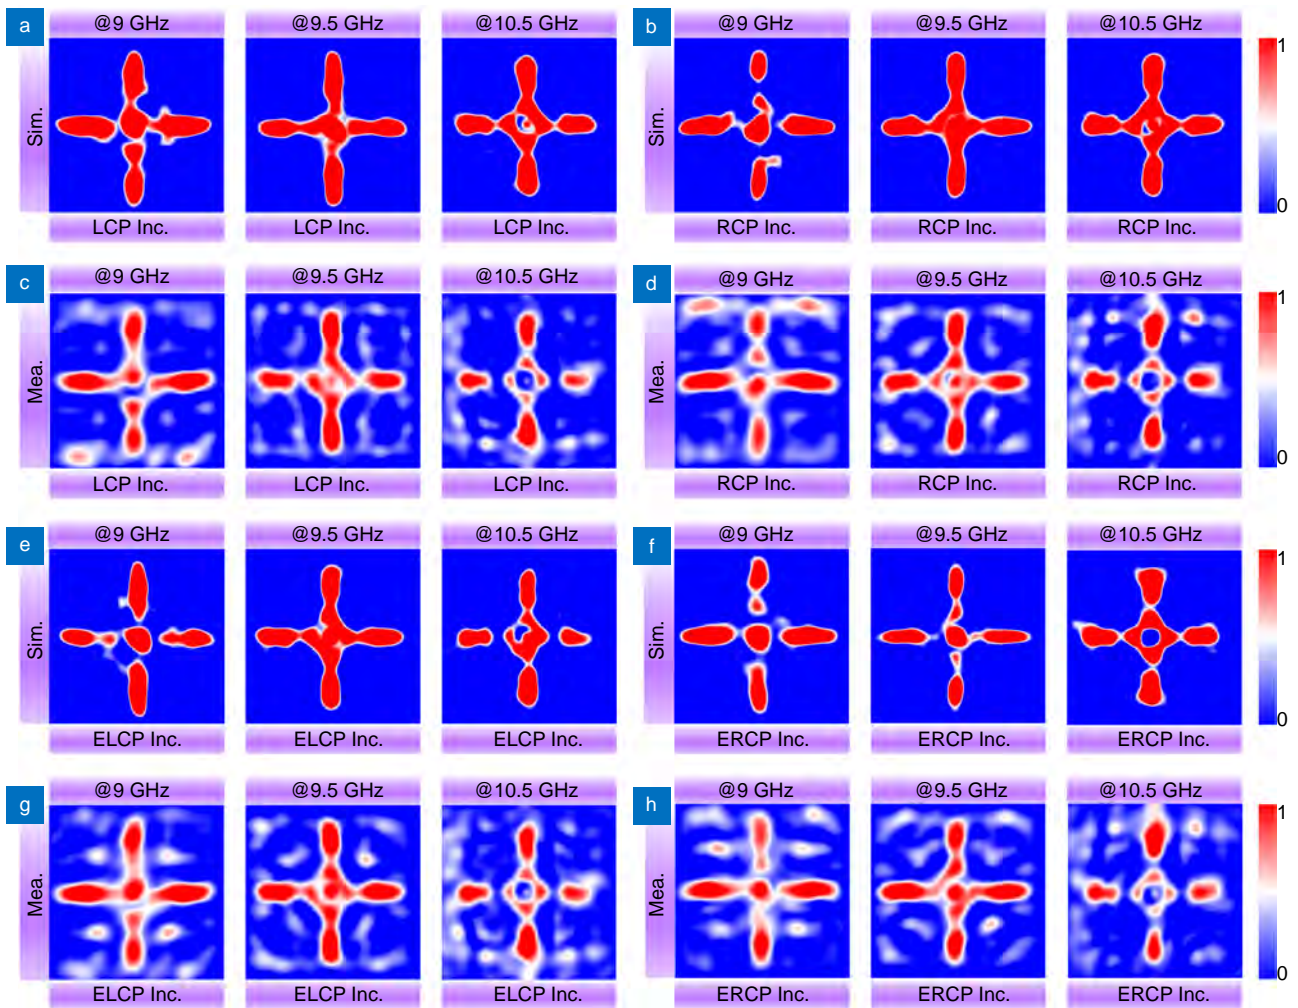 a @9 GHz @9.5 GHz @10.5 GHz b @9 GHz @9.5 GHz @10.5 GHz
1
Sim. Sim.
0
LCP Inc. LCP Inc. LCP Inc. RCP Inc. RCP Inc. RCP Inc.
c @9 GHz @9.5 GHz @10.5 GHz d @9 GHz @9.5 GHz @10.5 GHz
1
Mea. Mea.
0
LCP Inc. LCP Inc. LCP Inc. RCP Inc. RCP Inc. RCP Inc.
e @9 GHz @9.5 GHz @10.5 GHz f @9 GHz @9.5 GHz @10.5 GHz
1
Sim. Sim.
0
ELCP Inc. ELCP Inc. ELCP Inc. ERCP Inc. ERCP Inc. ERCP Inc.
g @9 GHz @9.5 GHz @10.5 GHz h @9 GHz @9.5 GHz @10.5 GHz
1
Mea. Mea.
0
ELCP Inc. ELCP Inc. ELCP Inc. ERCP Inc. ERCP Inc. ERCP Inc.